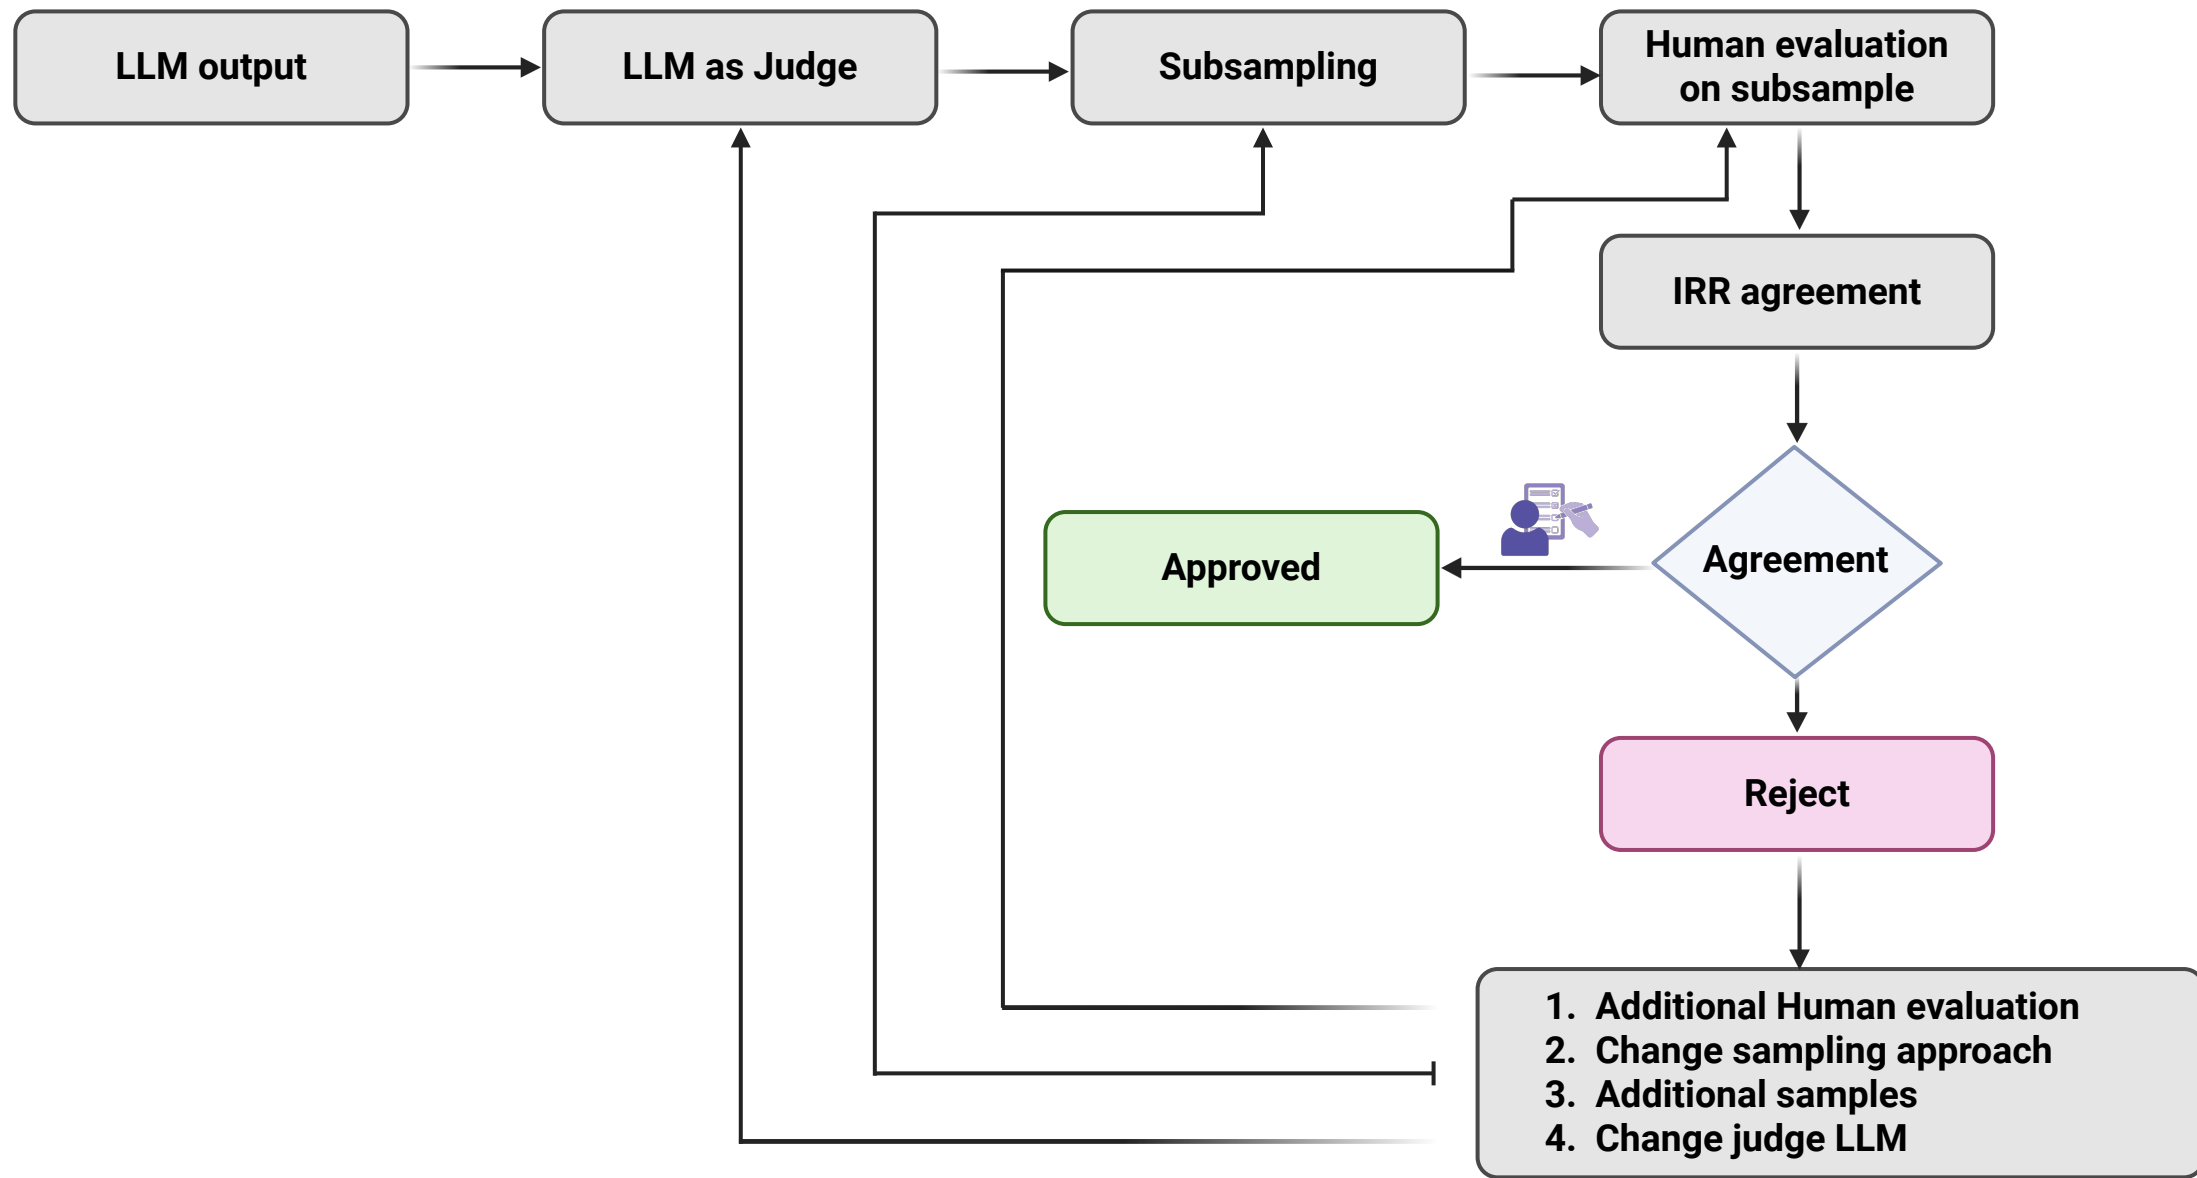 LLM output
LLM as Judge
Subsampling
Human evaluation
on subsample
IRR agreement
Agreement
Approved
Reject
1. Additional Human evaluation
2. Change sampling approach
3. Additional samples
4. Change judge LLM